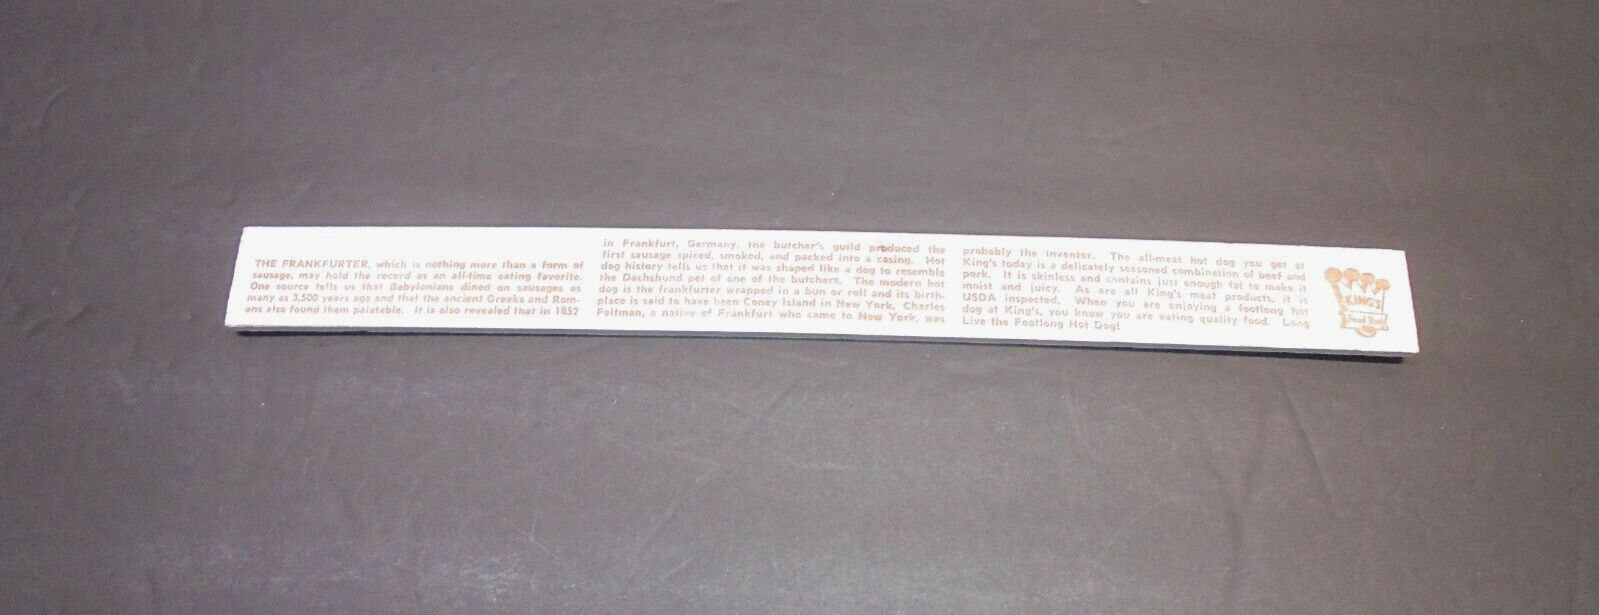 THE FRANKFURTER, which is nothing more than a form of
sausage, may hold the record as an all-time eating favorite.
One source tells us that Babylonians dined on sausages as
many as 3,500 years ago and that the ancient Greeks and Rom-
ans also found them palatable. It is also revealed that in 1852
in Frankfurt, Germany, the butcher's guild produced the
first sausage spiced, smoked, and packed into a casing. Hot
dog history tells us that it was shaped like a dog to resemble
the Dachshund pet of one of the butchers. The modern hot
dog is the frankfurter wrapped in a bun or roll and its birth-
place is said to have been Coney Island in New York. Charles
Feltman, a native of Frankfurt who came to New York, was
probably the inventor. The all-meat hot dog you get at
King's today is a delicately seasoned combination of beef and
pork. It is skinless and contains just enough fat to make it
moist and juicy. As are all King's meat products, it is
USDA inspected. When you are enjoying a footlong hot
dog at King's, you know you are eating quality food. Long
Live the Footlong Hot Dog!
KING'S
Food Host